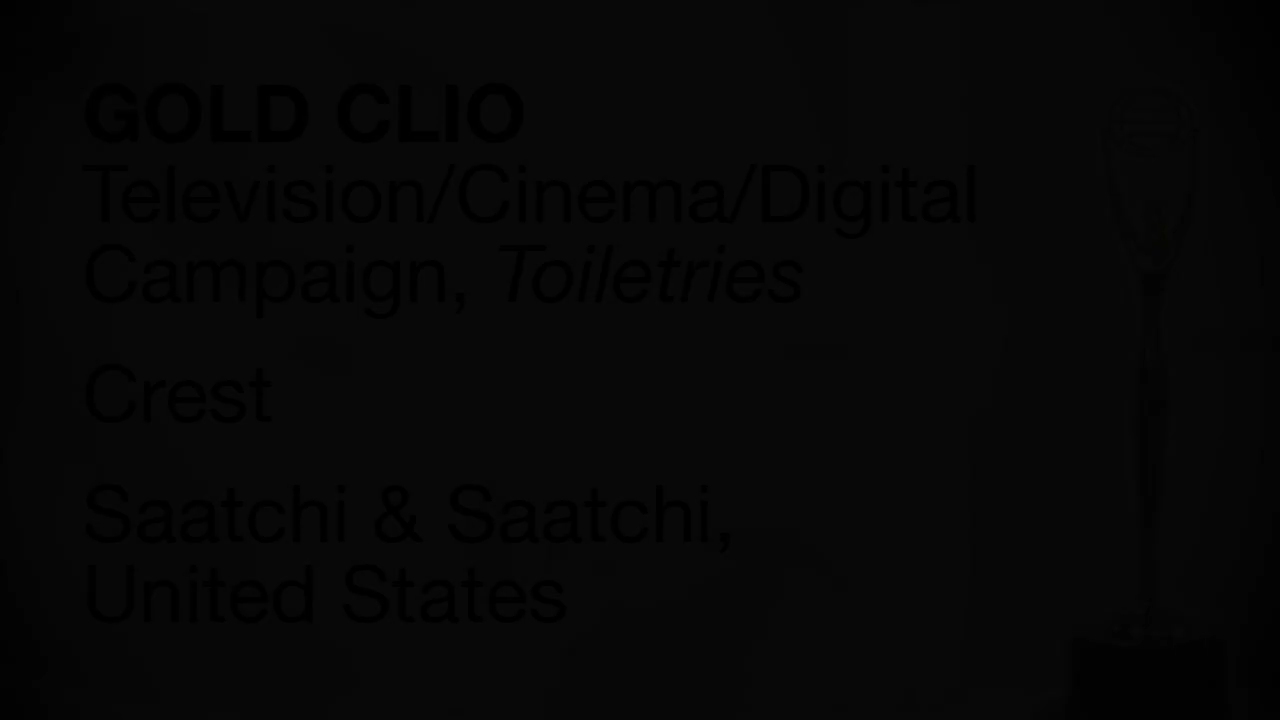 GOLD CLIO
Television/Cinema/Digital
Campaign, Toiletries
Crest
Saatchi & Saatchi,
United States